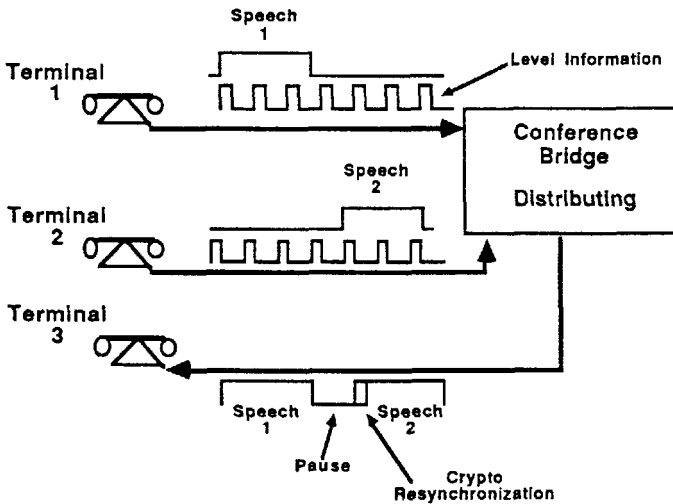 Speech
1
Level Information
Terminal
1
Conference
Bridge
Distributing
Speech
2
Terminal
2
Terminal
3
Speech
1
Speech
2
Pause
Crypto
Resynchronization